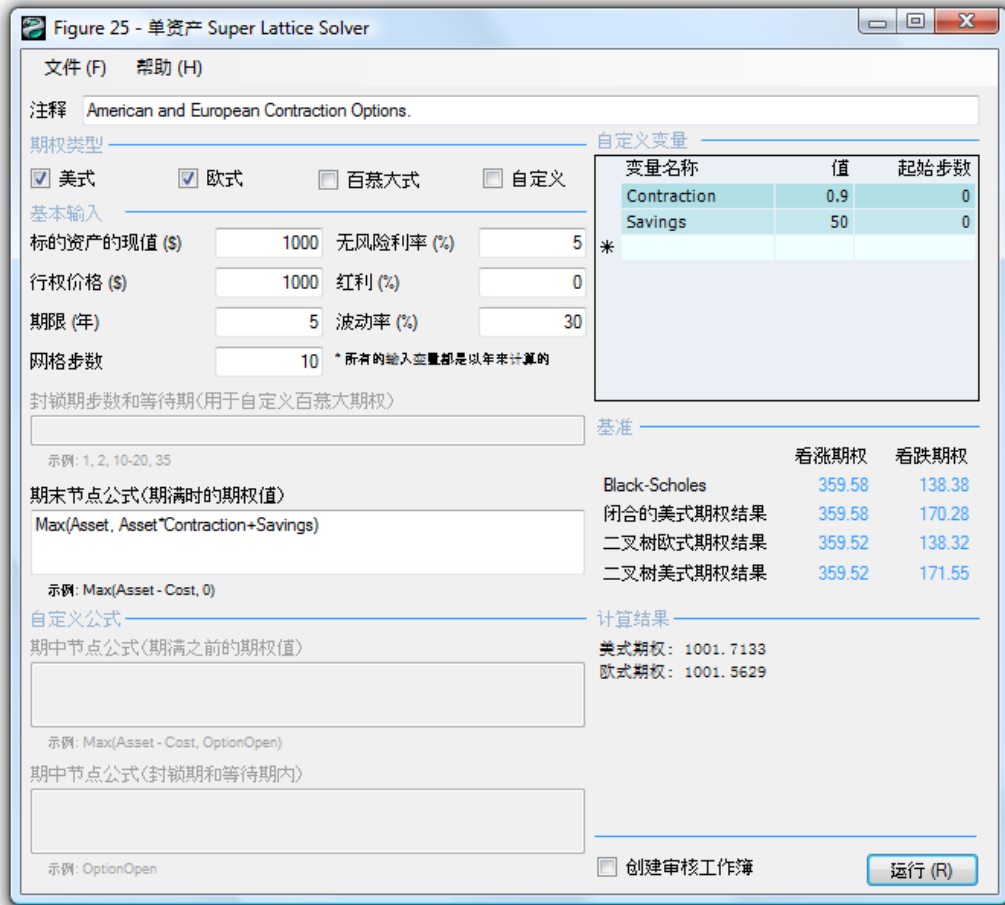 Figure 25 - 单资产 Super Lattice Solver
文件 (F) 帮助 (H)
注释 American and European Contraction Options.
期权类型
美式 欧式 百慕大式 自定义
基本输入
标的资产的现值 ($) 1000 无风险利率 (%) 5
行权价格 ($) 1000 红利 (%) 0
期限 (年) 5 波动率 (%) 30
网格步数 10 * 所有的输入变量都是以年来计算的
封锁期步数和等待期(用于自定义百慕大期权)
示例: 1, 2, 10-20, 35
期末节点公式(期满时的期权值)
Max(Asset, Asset*Contraction+Savings)
示例: Max(Asset - Cost, 0)
自定义公式
期中节点公式(期满之前的期权值)
示例: Max(Asset - Cost, OptionOpen)
期中节点公式(封锁期和等待期内)
示例: OptionOpen
自定义变量
变量名称 值 起始步数
Contraction 0.9 0
Savings 50 0
*
基准
看涨期权 看跌期权
Black-Scholes 359.58 138.38
闭合的美式期权结果 359.58 170.28
二叉树欧式期权结果 359.52 138.32
二叉树美式期权结果 359.52 171.55
计算结果
美式期权: 1001.7133
欧式期权: 1001.5629
创建审核工作簿 运行 (R)